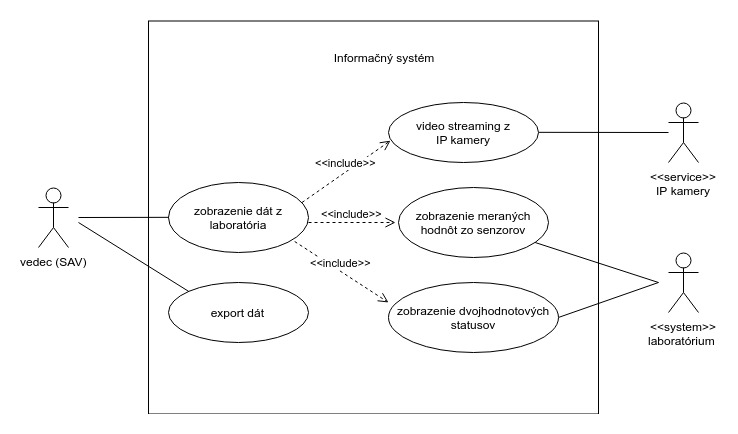 Informačný systém
video streaming z
IP kamery
<<include>>
<<service>>
IP kamery
zobrazenie dát z
laboratória
<<include>>
zobrazenie meraných
hodnôt zo senzorov
vedec (SAV)
<<include>>
export dát
zobrazenie dvojhodnotových
statusov
<<system>>
laboratórium